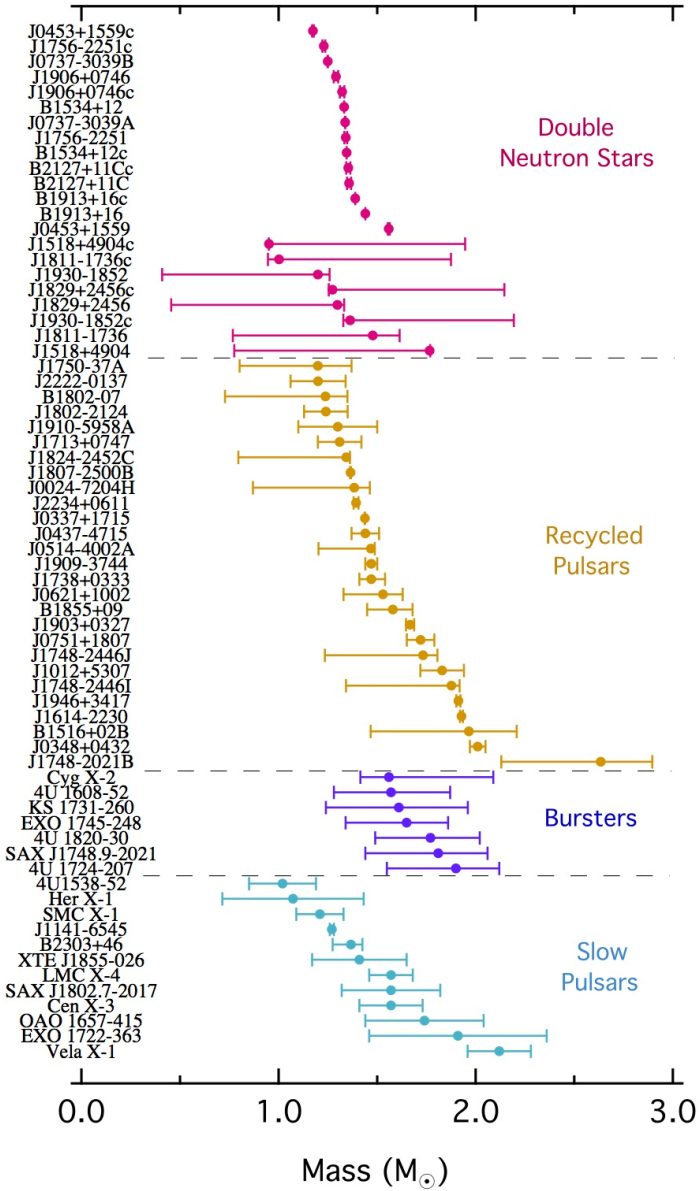 J0453+1559c
J1756-2251c
J0737-3039B
J1906+0746
J1906+0746c
B1534+12
J0737-3039A
J1756-2251
B1534+12c
B2127+11Cc
B2127+11C
B1913+16c
B1913+16
J0453+1559
J1518+4904c
J1811-1736c
J1930-1852
J1829+2456c
J1829+2456
J1930-1852c
J1811-1736
J1518+4904
Double
Neutron Stars
J1750-37A
J2222-0137
B1802-07
J1802-2124
J1910-5958A
J1713+0747
J1824-2452C
J1807-2500B
J0024-7204H
J2234+0611
J0337+1715
J0437-4715
J0514-4002A
J1909-3744
J1738+0333
J0621+1002
B1855+09
J1903+0327
J0751+1807
J1748-2446J
J1012+5307
J1748-2446I
J1946+3417
J1614-2230
B1516+02B
J0348+0432
J1748-2021B
Recycled
Pulsars
Cyg X-2
4U 1608-52
KS 1731-260
EXO 1745-248
4U 1820-30
SAX J1748.9-2021
4U 1724-207
Bursters
4U1538-52
Her X-1
SMC X-1
J1141-6545
B2303+46
XTE J1855-026
LMC X-4
SAX J1802.7-2017
Cen X-3
OAO 1657-415
EXO 1722-363
Vela X-1
Slow
Pulsars
0.0 1.0 2.0 3.0
Mass (M☉)